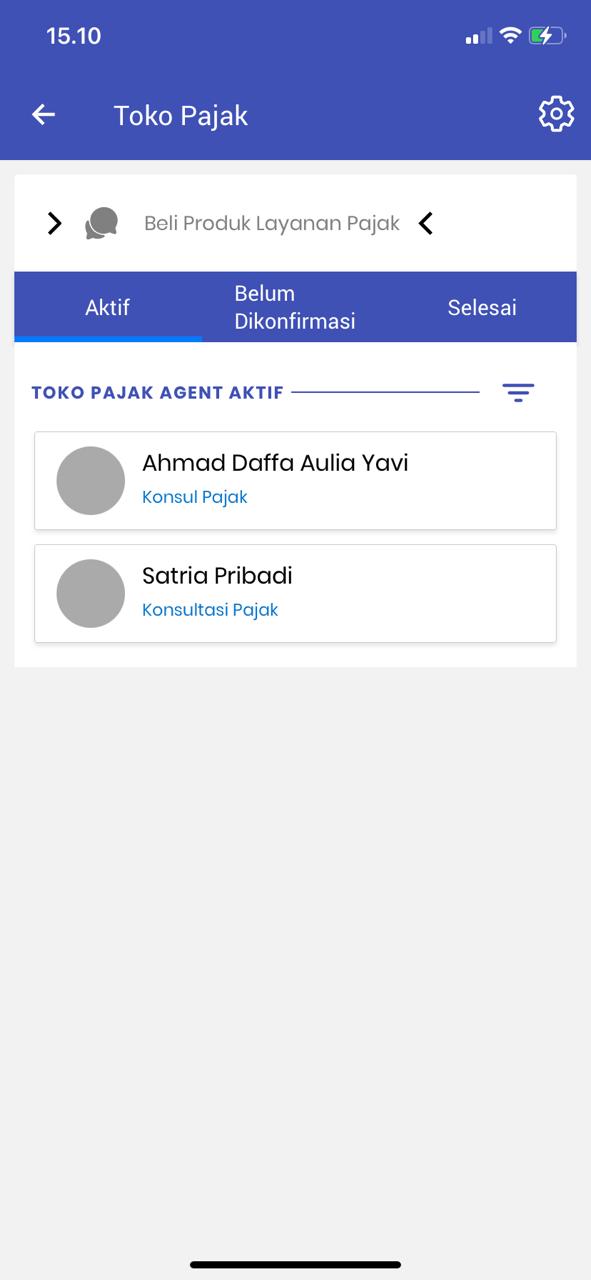 15.10
Toko Pajak
Beli Produk Layanan Pajak
Aktif
Belum
Dikonfirmasi
Selesai
TOKO PAJAK AGENT AKTIF
Ahmad Daffa Aulia Yavi
Konsul Pajak
Satria Pribadi
Konsultasi Pajak